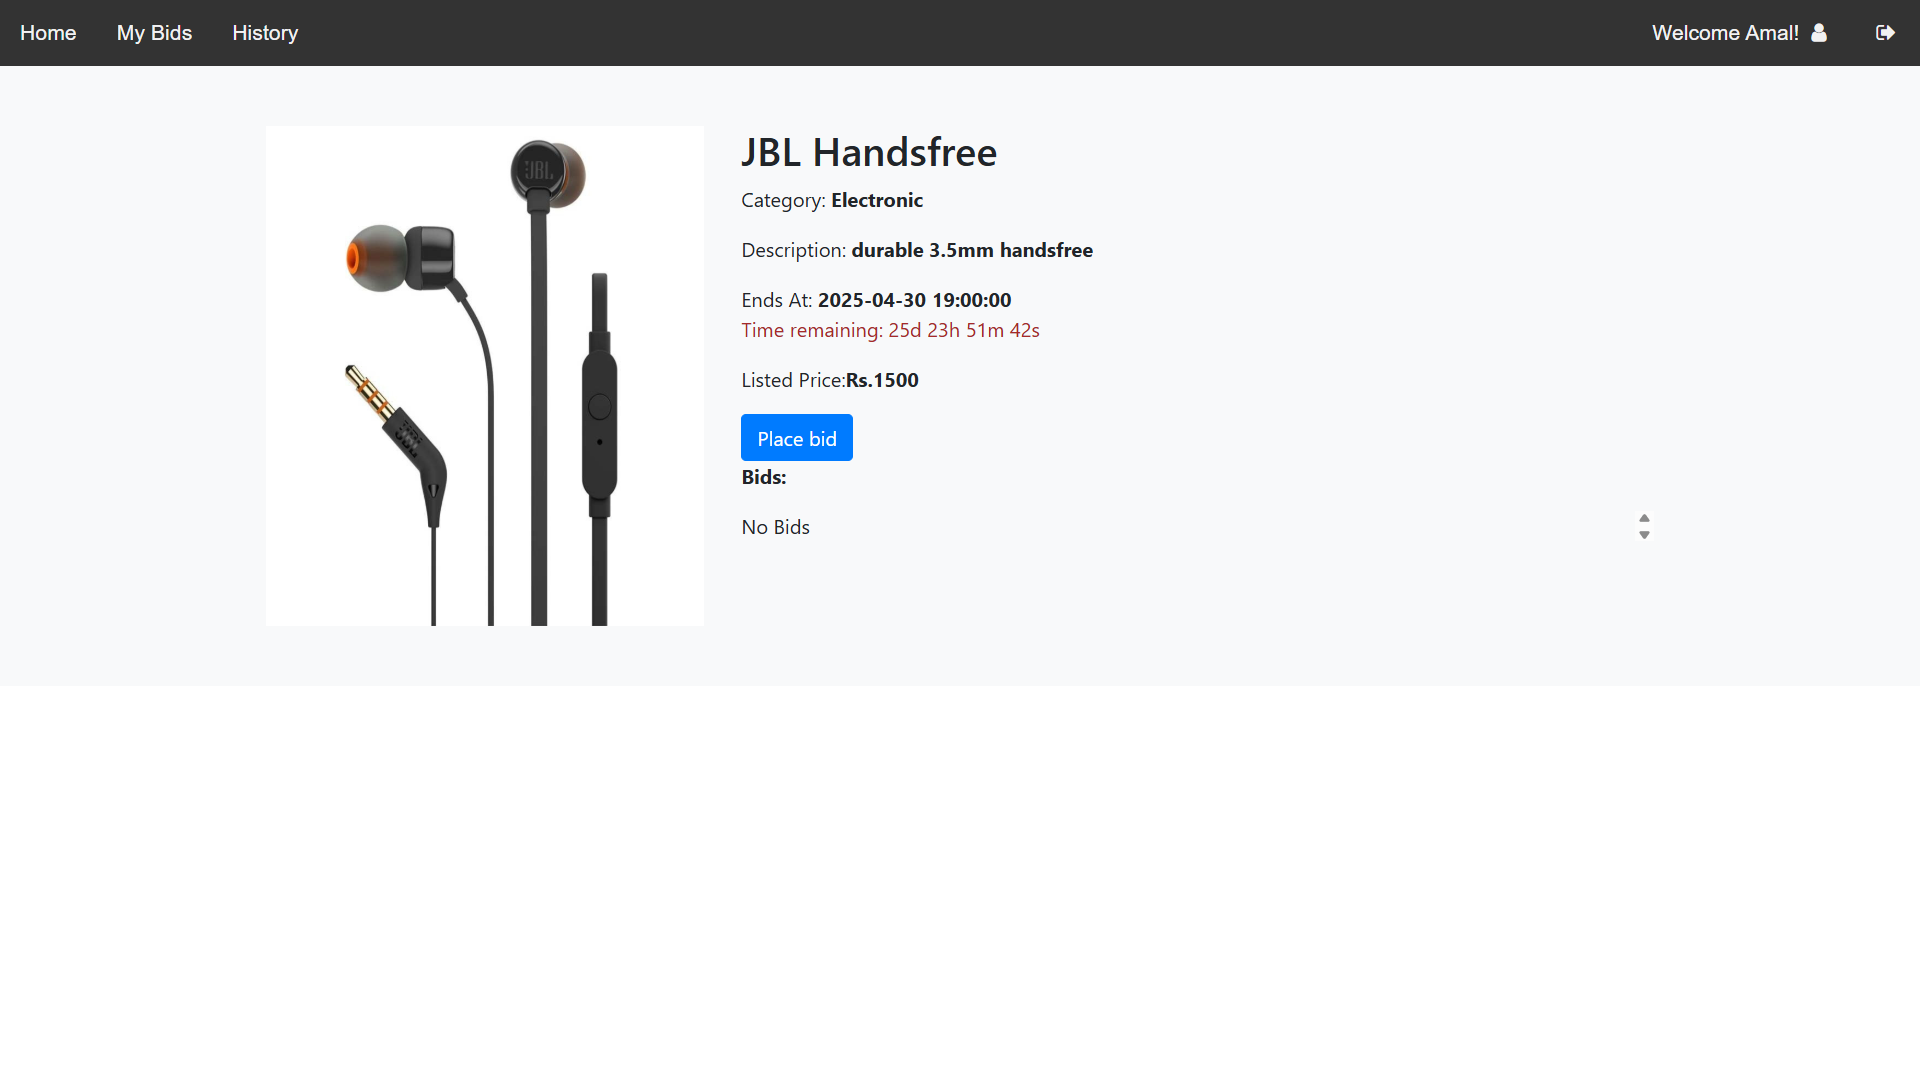 Home My Bids History Welcome Amal!
JBL
JBL
JBL Handsfree
Category: Electronic
Description: durable 3.5mm handsfree
Ends At: 2025-04-30 19:00:00
Time remaining: 25d 23h 51m 42s
Listed Price:Rs.1500
Place bid
Bids:
No Bids